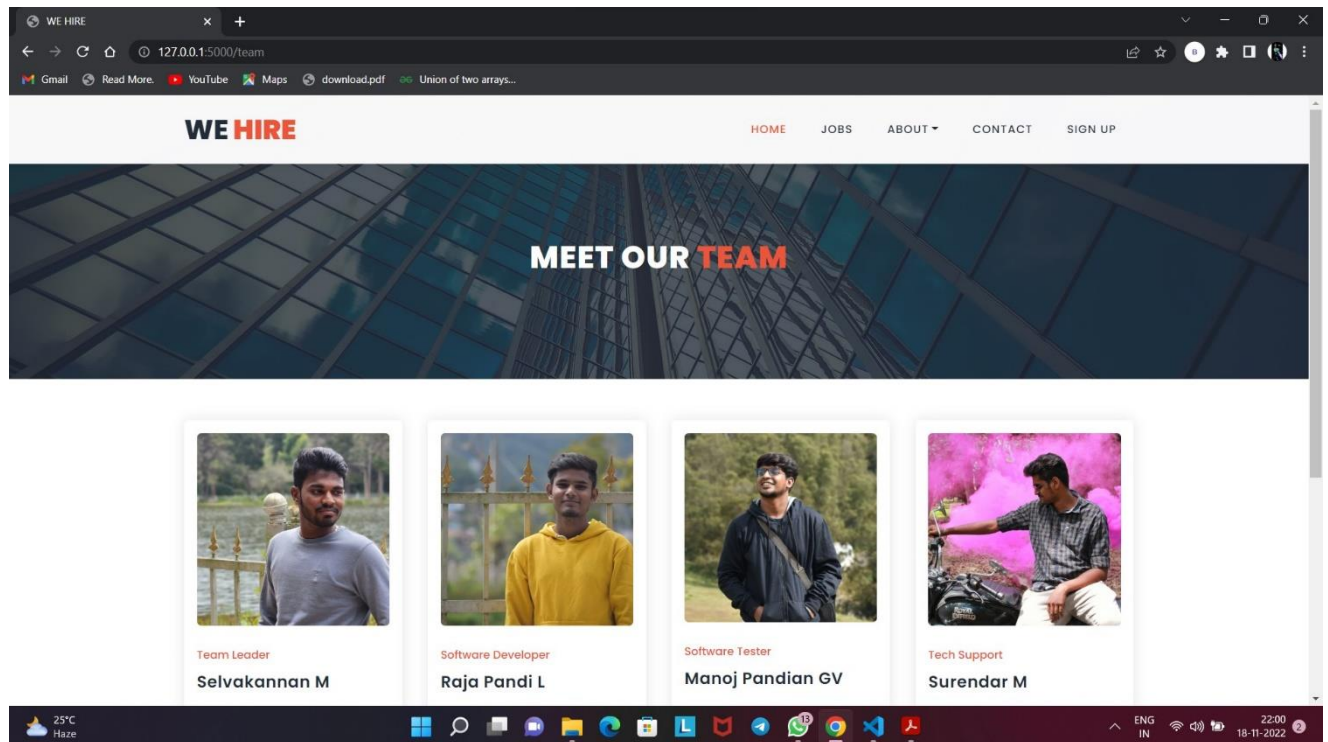 WE HIRE
127.0.0.1:5000/team
Gmail Read More. YouTube Maps download.pdf Union of two arrays...
WE HIRE HOME JOBS ABOUT CONTACT SIGN UP
MEET OUR TEAM
Team Leader
Selvakannan M
Software Developer
Raja Pandi L
Software Tester
Manoj Pandian GV
Tech Support
Surendar M
25°C
Haze
13
ENG
IN
22:00
18-11-2022
2